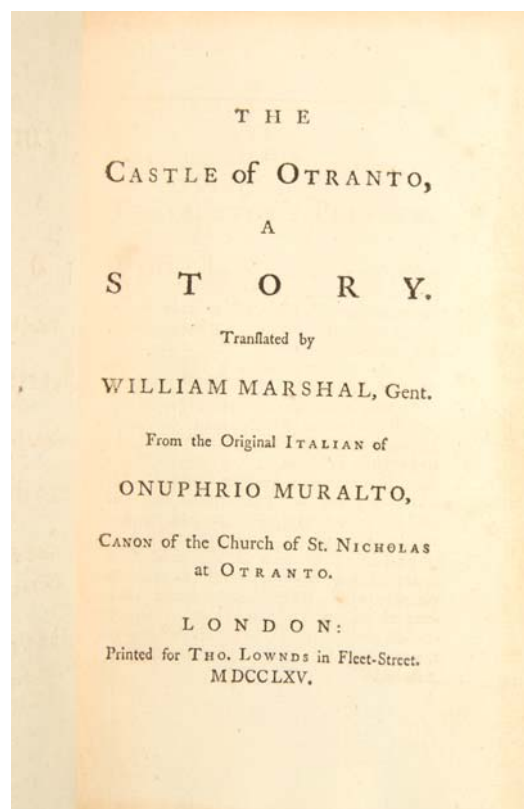 THE
CASTLE of OTRANTO,
A
STORY.
Tranſlated by
WILLIAM MARSHAL, Gent.
From the Original ITALIAN of
ONUPHRIO MURALTO,
CANON of the Church of St. NICHOLAS
at OTRANTO.
LONDON:
Printed for THO. LOWNDS in Fleet-Street.
MDCCLXV.